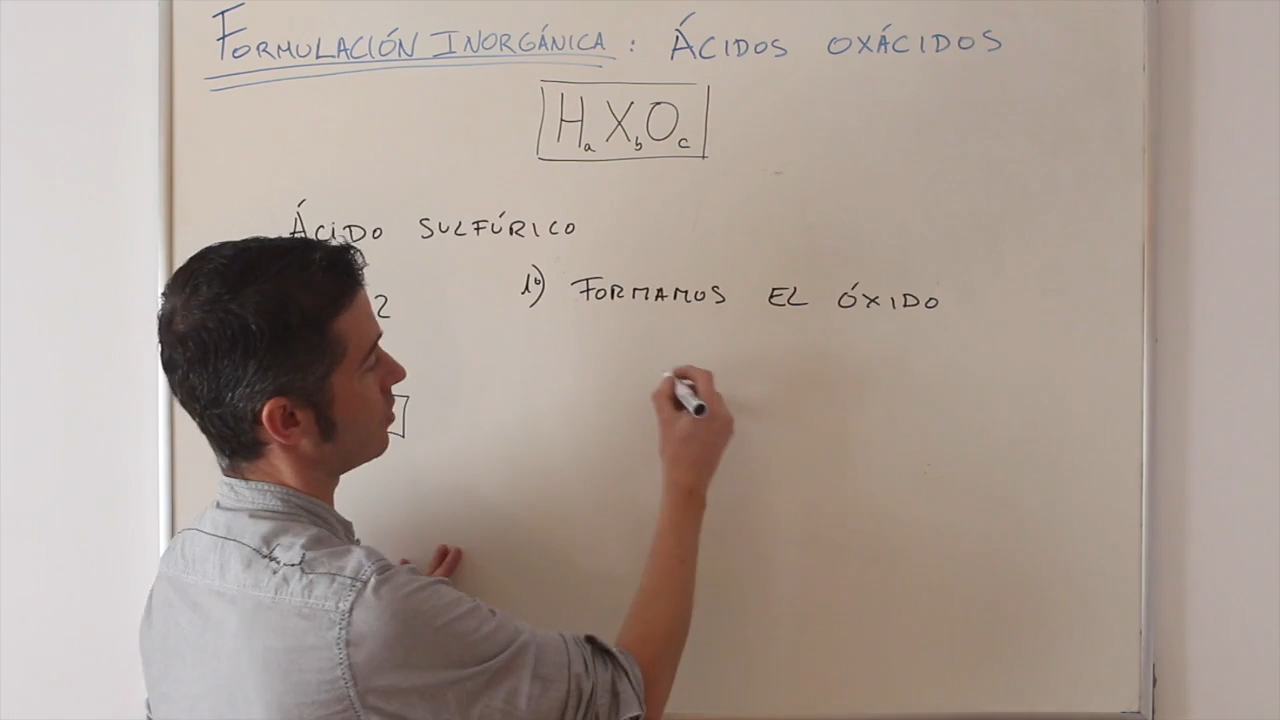 FORMULACIÓN INORGÁNICA: ÁCIDOS OXÁCIDOS
HaXbOc
ÁCIDO SULFÚRICO
1º) FORMAMOS EL ÓXIDO
2